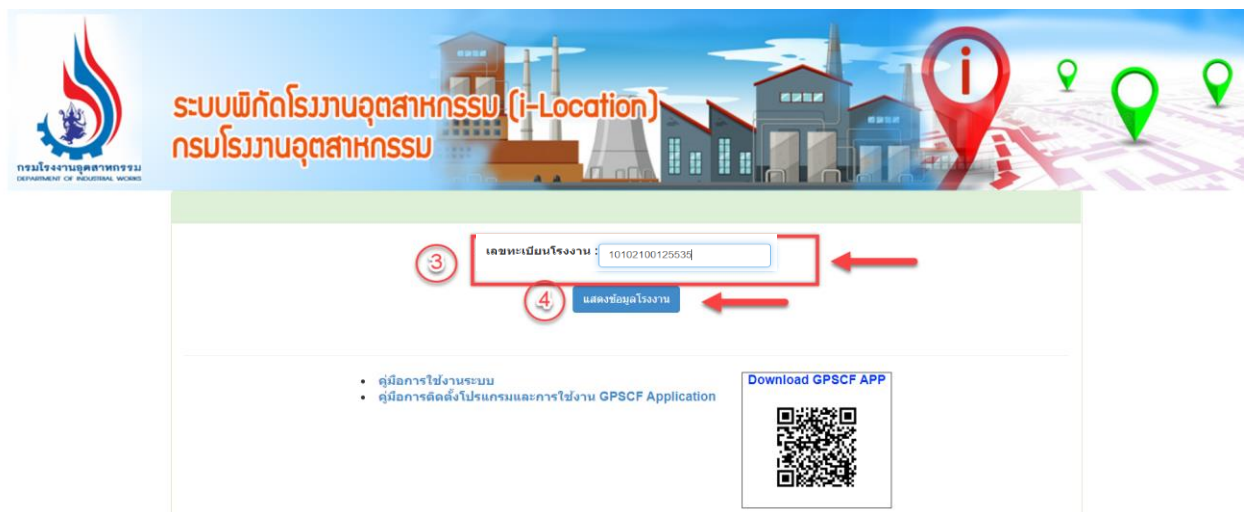 ระบบพิกัดโรงงานอุตสาหกรรม (i-Location)
กรมโรงงานอุตสาหกรรม
กรมโรงงานอุตสาหกรรม
DEPARTMENT OF INDUSTRIAL WORKS
i
3
เลขทะเบียนโรงงาน : 10102100125535
4 แสดงข้อมูลโรงงาน
คู่มือการใช้งานระบบ
คู่มือการติดตั้งโปรแกรมและการใช้งาน GPSCF Application
Download GPSCF APP